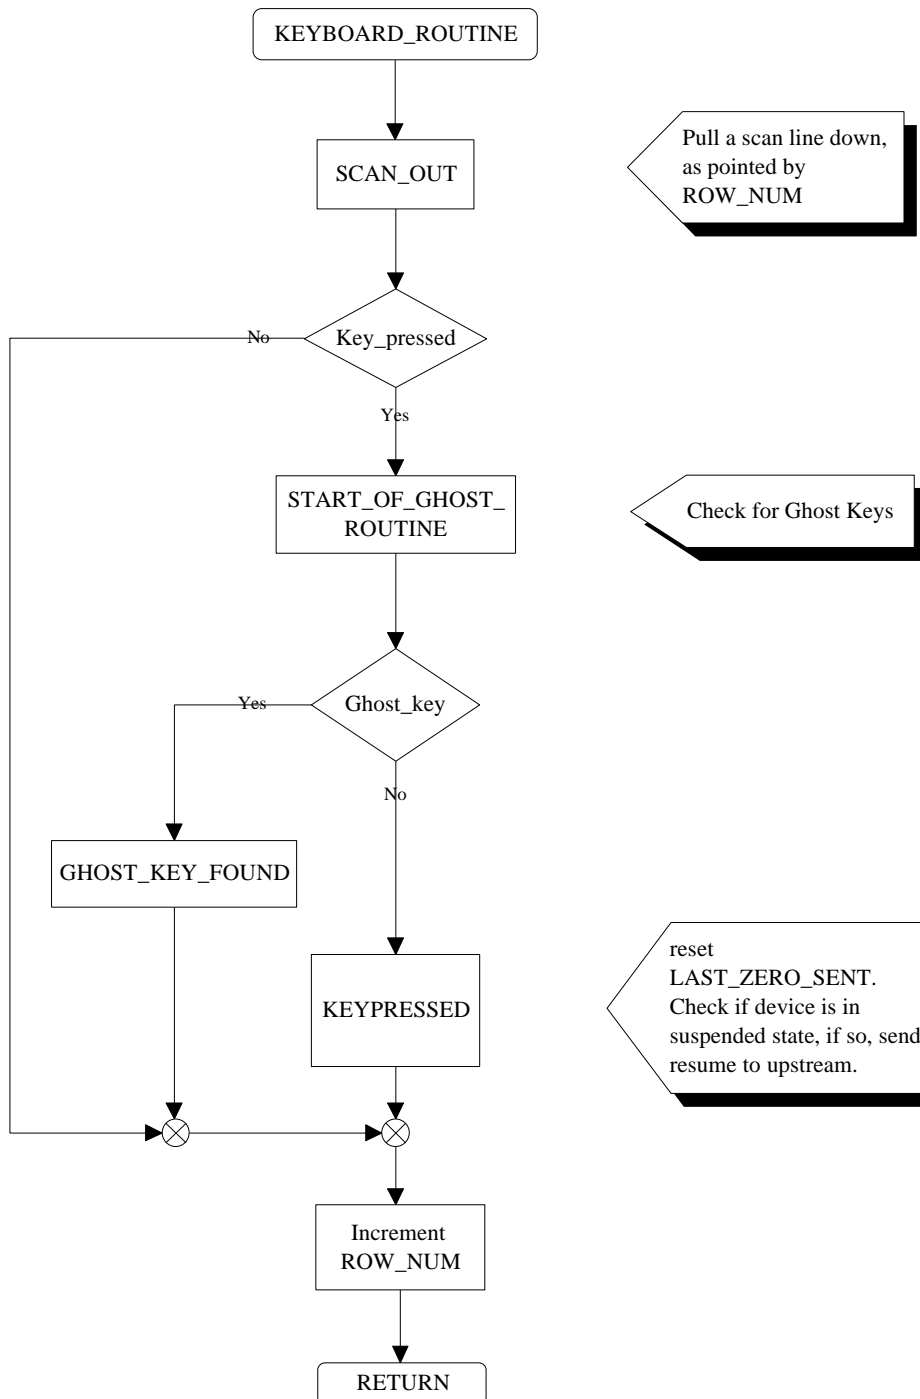 KEYBOARD_ROUTINE
SCAN_OUT
Pull a scan line down,
as pointed by
ROW_NUM
Key_pressed
No
Yes
START_OF_GHOST_
ROUTINE
Check for Ghost Keys
Ghost_key
Yes
No
GHOST_KEY_FOUND
KEYPRESSED
reset
LAST_ZERO_SENT.
Check if device is in
suspended state, if so, send
resume to upstream.
Increment
ROW_NUM
RETURN